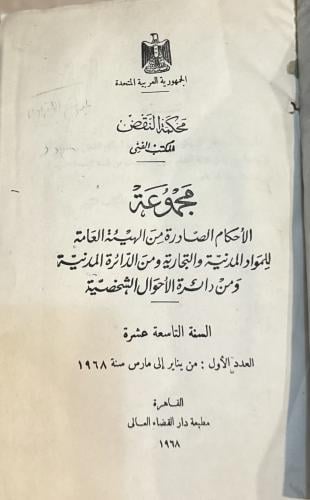 الجمهورية العربية المتحدة
محكمة النقض
المكتب الفنى
مجموعة
الأحكام الصادرة من الهيئة العامة
للمواد المدنية والتجارية ومن الدائرة المدنية
ومن دائرة الأحوال الشخصية
السنة التاسعة عشرة
العدد الأول : من يناير إلى مارس سنة ١٩٦٨
القاهرة
مطبعة دار القضاء العالى
١٩٦٨